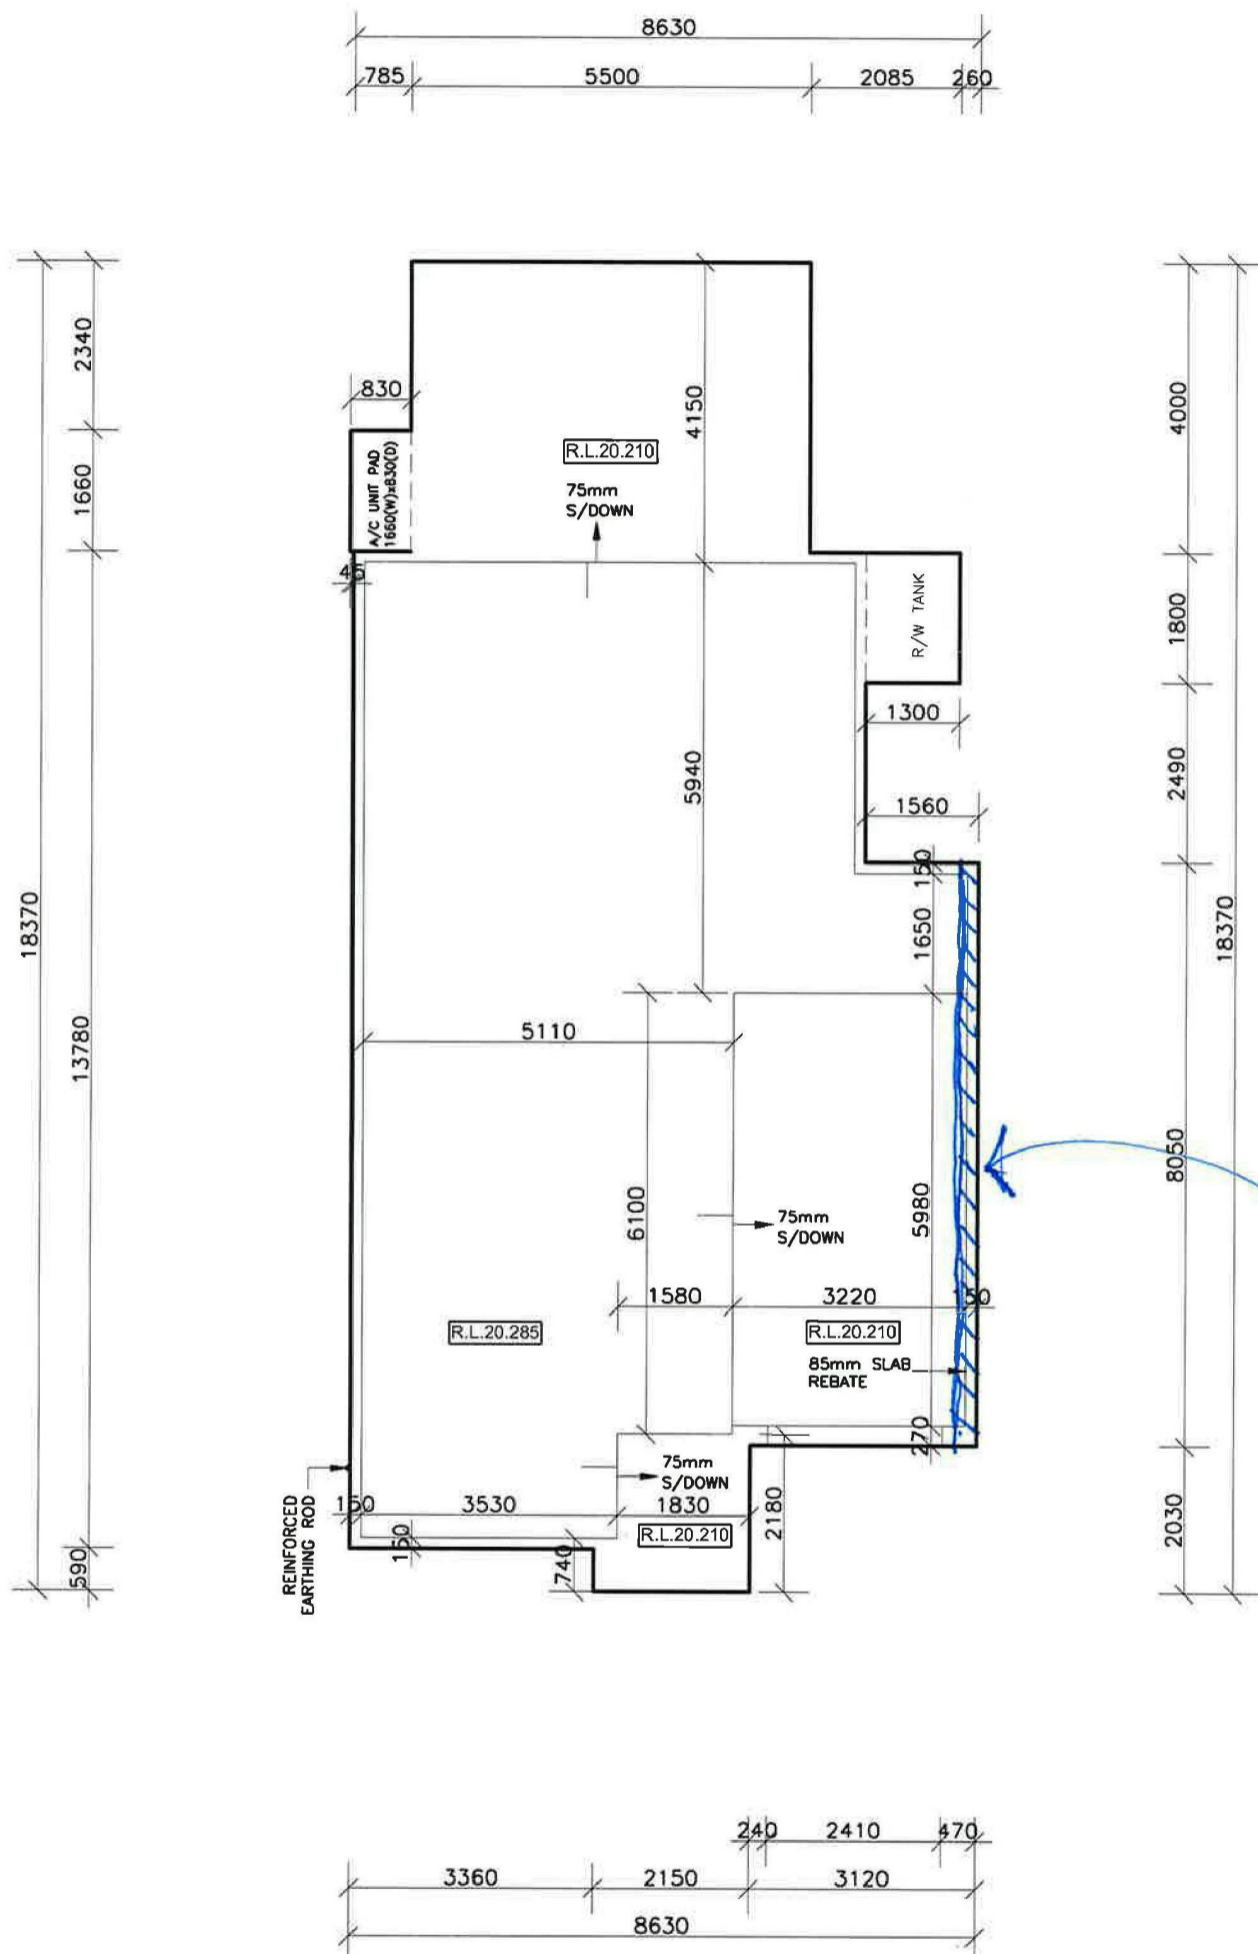 8630
785
5500
2085
260
2340
4000
830
4150
R.L.20.210
75mm
S/DOWN
1660
A/C UNIT PAD
1660(W)x830(D)
45
R/W TANK
1800
1300
2490
5940
1560
150
18370
18370
1650
13780
5110
8050
6100
5980
75mm
S/DOWN
1580
3220
150
R.L.20.285
R.L.20.210
85mm SLAB
REBATE
270
75mm
S/DOWN
REINFORCED
EARTHING ROD
150
3530
1830
2180
R.L.20.210
2030
150
740
590
240
2410
470
3360
2150
3120
8630